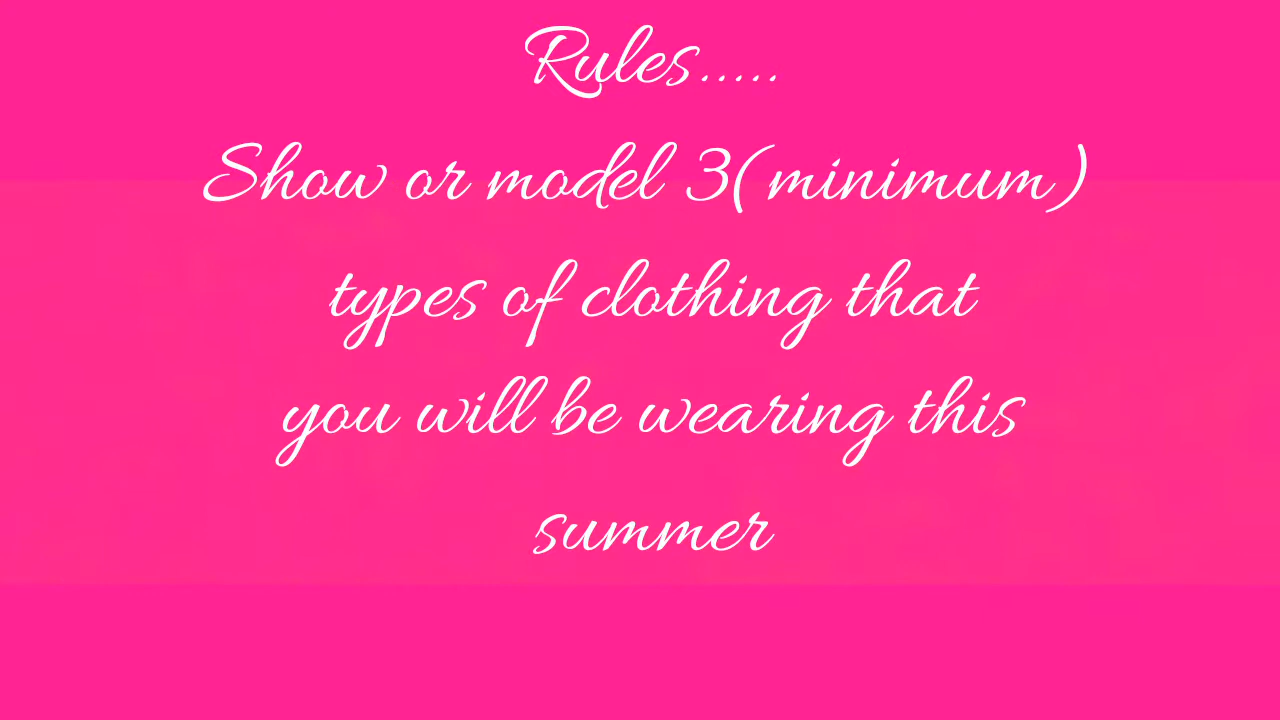 Rules.....
Show or model 3(minimum)
types of clothing that
you will be wearing this
summer